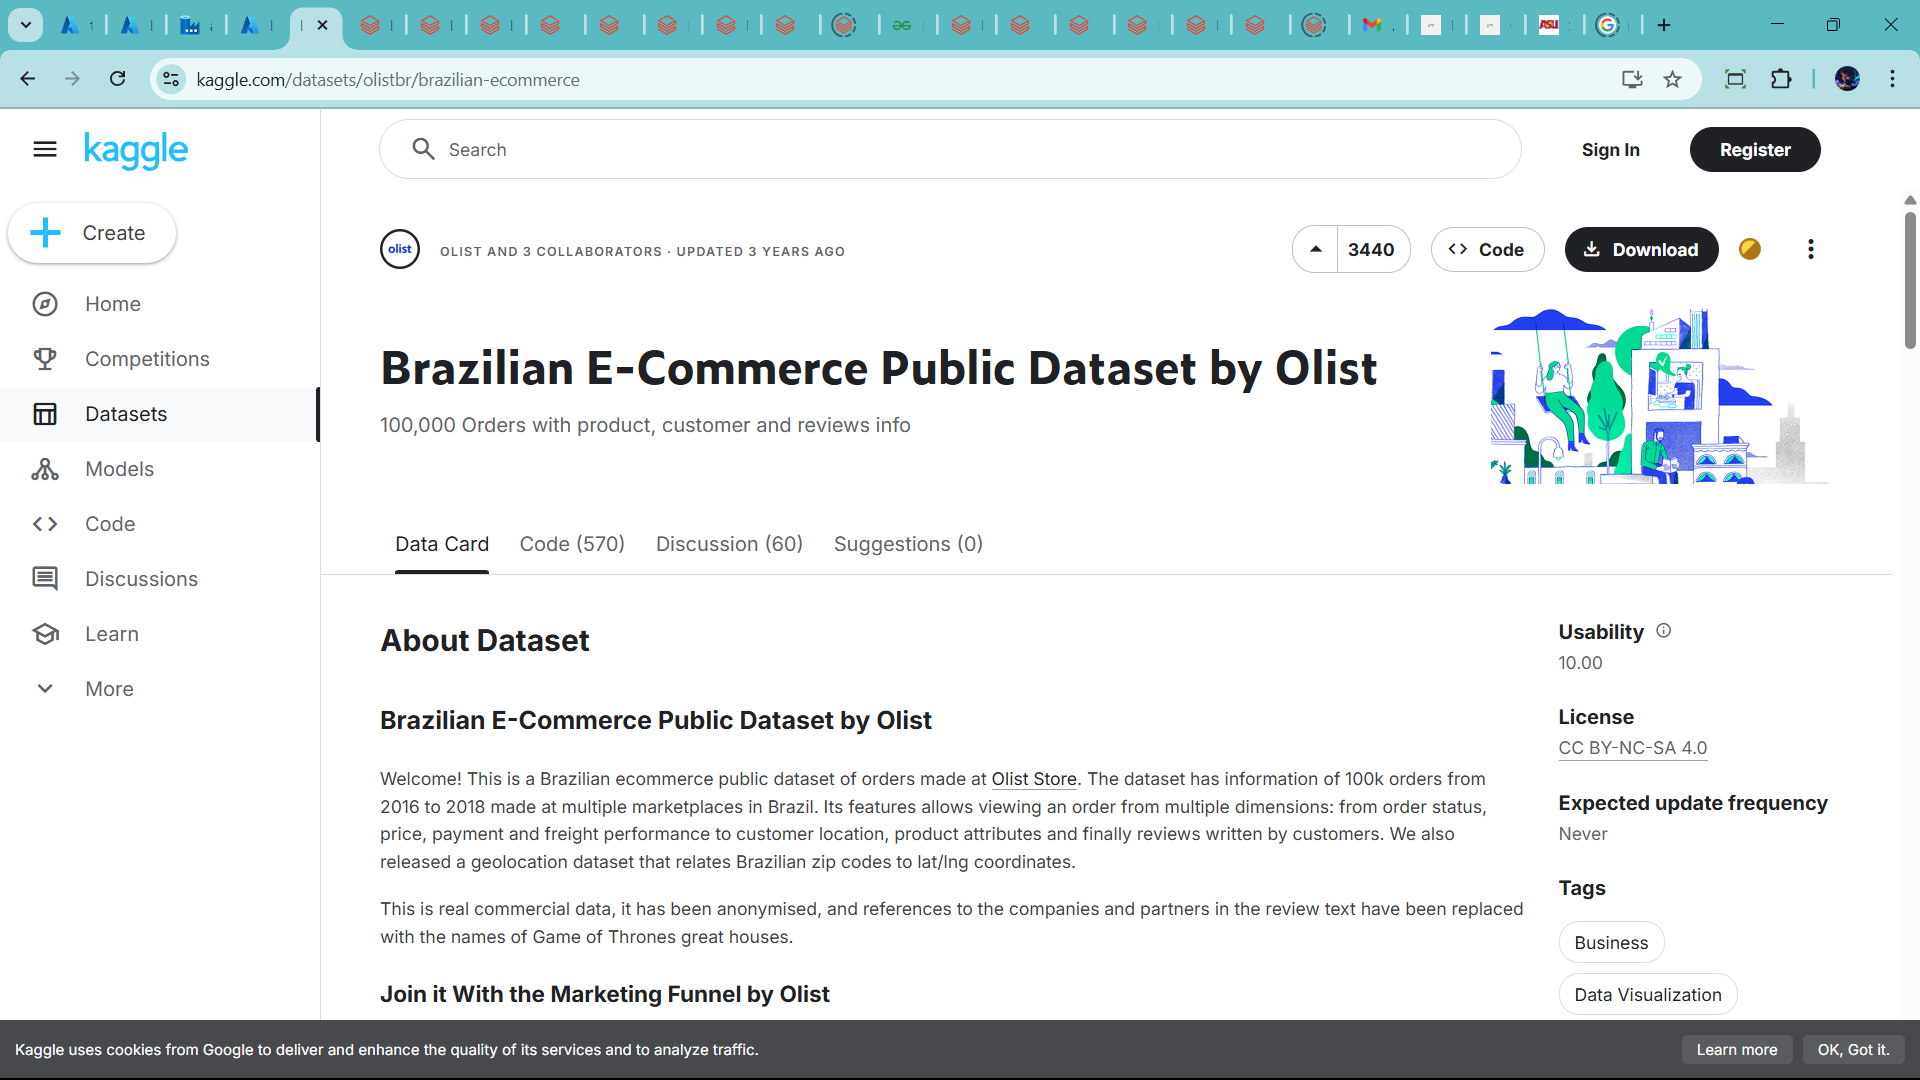 kaggle.com/datasets/olistbr/brazilian-ecommerce
kaggle
Search
Sign In
Register
Create
Home
Competitions
Datasets
Models
Code
Discussions
Learn
More
olist
OLIST AND 3 COLLABORATORS · UPDATED 3 YEARS AGO
3440
Code
Download
Brazilian E-Commerce Public Dataset by Olist
100,000 Orders with product, customer and reviews info
Data Card
Code (570)
Discussion (60)
Suggestions (0)
About Dataset
Brazilian E-Commerce Public Dataset by Olist
Welcome! This is a Brazilian ecommerce public dataset of orders made at Olist Store. The dataset has information of 100k orders from
2016 to 2018 made at multiple marketplaces in Brazil. Its features allows viewing an order from multiple dimensions: from order status,
price, payment and freight performance to customer location, product attributes and finally reviews written by customers. We also
released a geolocation dataset that relates Brazilian zip codes to lat/lng coordinates.
This is real commercial data, it has been anonymised, and references to the companies and partners in the review text have been replaced
with the names of Game of Thrones great houses.
Join it With the Marketing Funnel by Olist
Usability
10.00
License
CC BY-NC-SA 4.0
Expected update frequency
Never
Tags
Business
Data Visualization
Kaggle uses cookies from Google to deliver and enhance the quality of its services and to analyze traffic.
Learn more
OK, Got it.